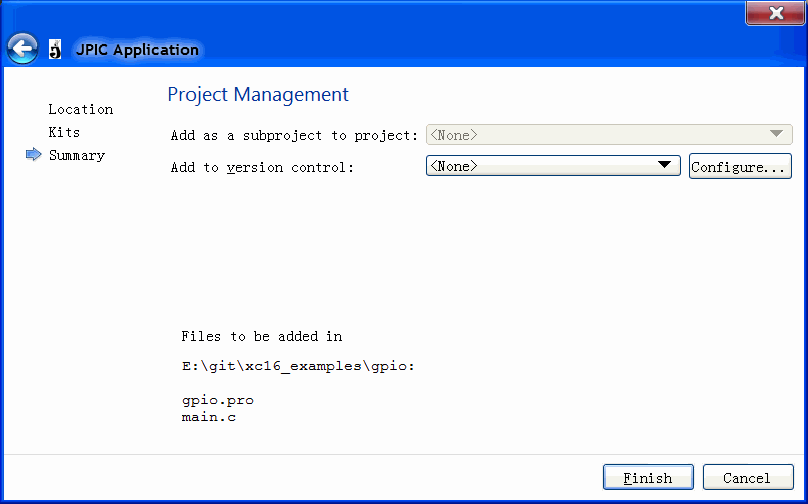 JPIC Application
Location
Kits
Summary
Project Management
Add as a subproject to project: <None>
Add to version control: <None> Configure...
Files to be added in
E:\git\xc16_examples\gpio:
gpio.pro
main.c
Finish Cancel